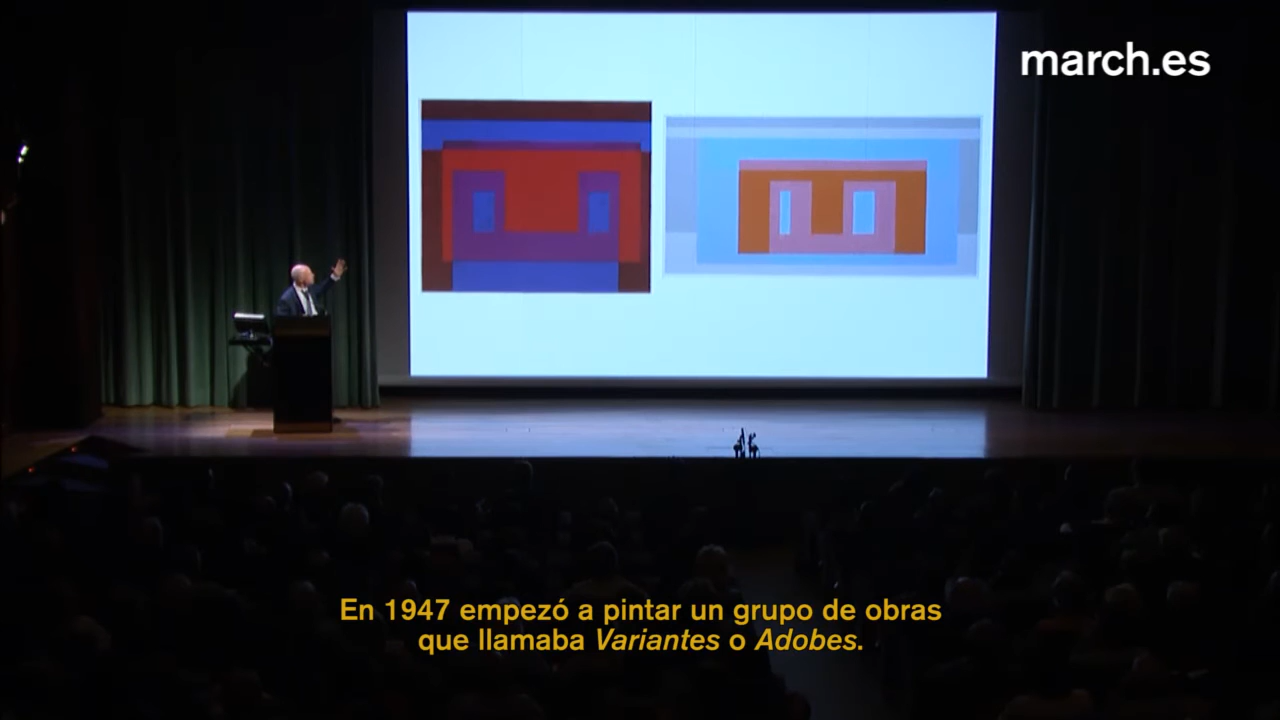 march.es
En 1947 empezó a pintar un grupo de obras
que llamaba Variantes o Adobes.